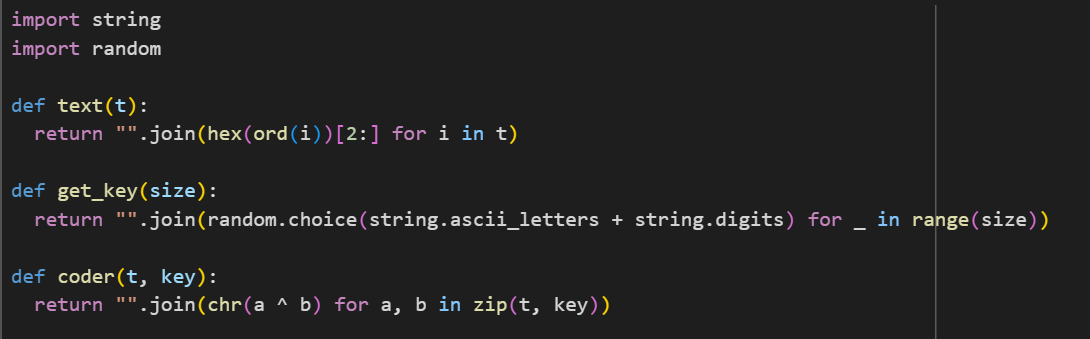 import string
import random
def text(t):
return "".join(hex(ord(i))[2:] for i in t)
def get_key(size):
return "".join(random.choice(string.ascii_letters + string.digits) for _ in range(size))
def coder(t, key):
return "".join(chr(a ^ b) for a, b in zip(t, key))